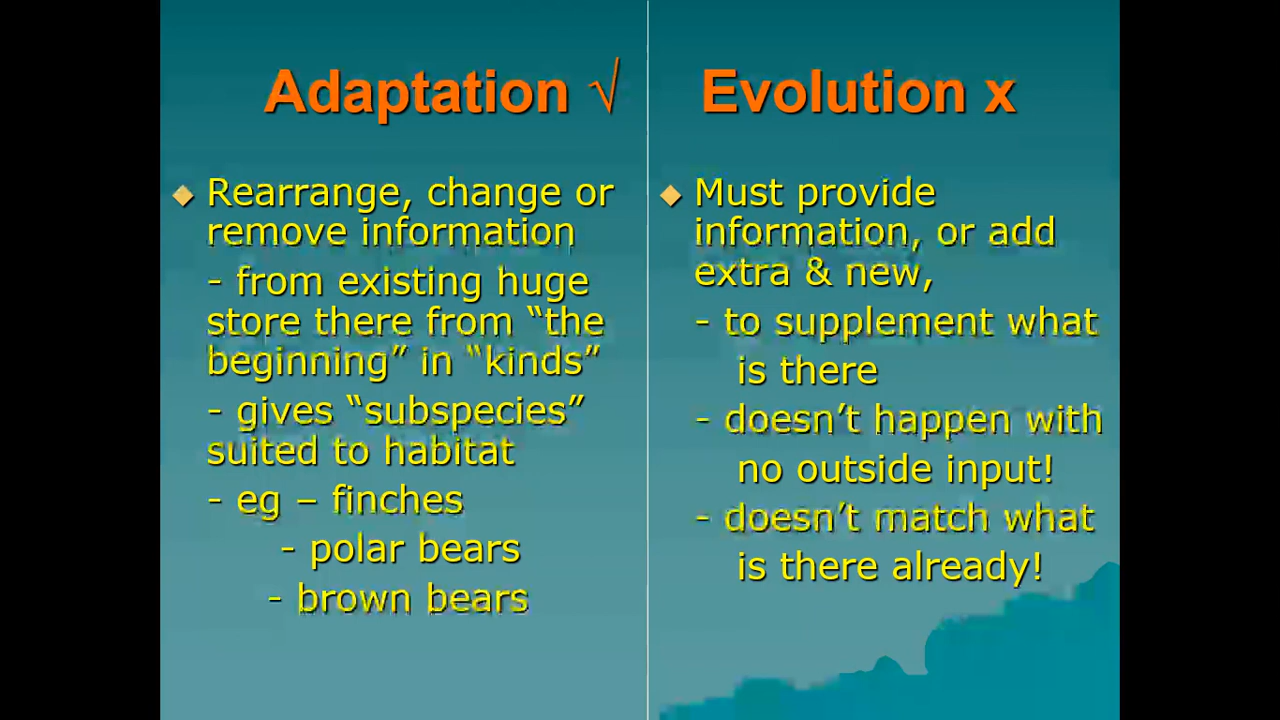 Adaptation √
Rearrange, change or
remove information
- from existing huge
store there from “the
beginning” in “kinds”
- gives “subspecies”
suited to habitat
- eg – finches
- polar bears
- brown bears
Evolution x
Must provide
information, or add
extra & new,
- to supplement what
is there
- doesn’t happen with
no outside input!
- doesn’t match what
is there already!